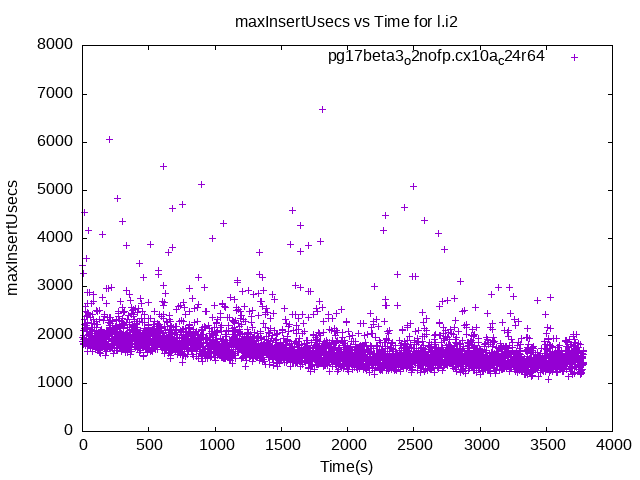 maxInsertUsecs vs Time for l.i2
pg17beta3_o2nofp.cx10a_c24r64
8000
7000
6000
5000
4000
3000
2000
1000
0
maxInsertUsecs
0 500 1000 1500 2000 2500 3000 3500 4000
Time(s)